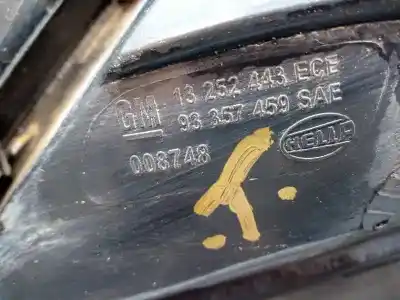 GM 13 252 443 ECE
93 357 459 SAE
008748
HELLA